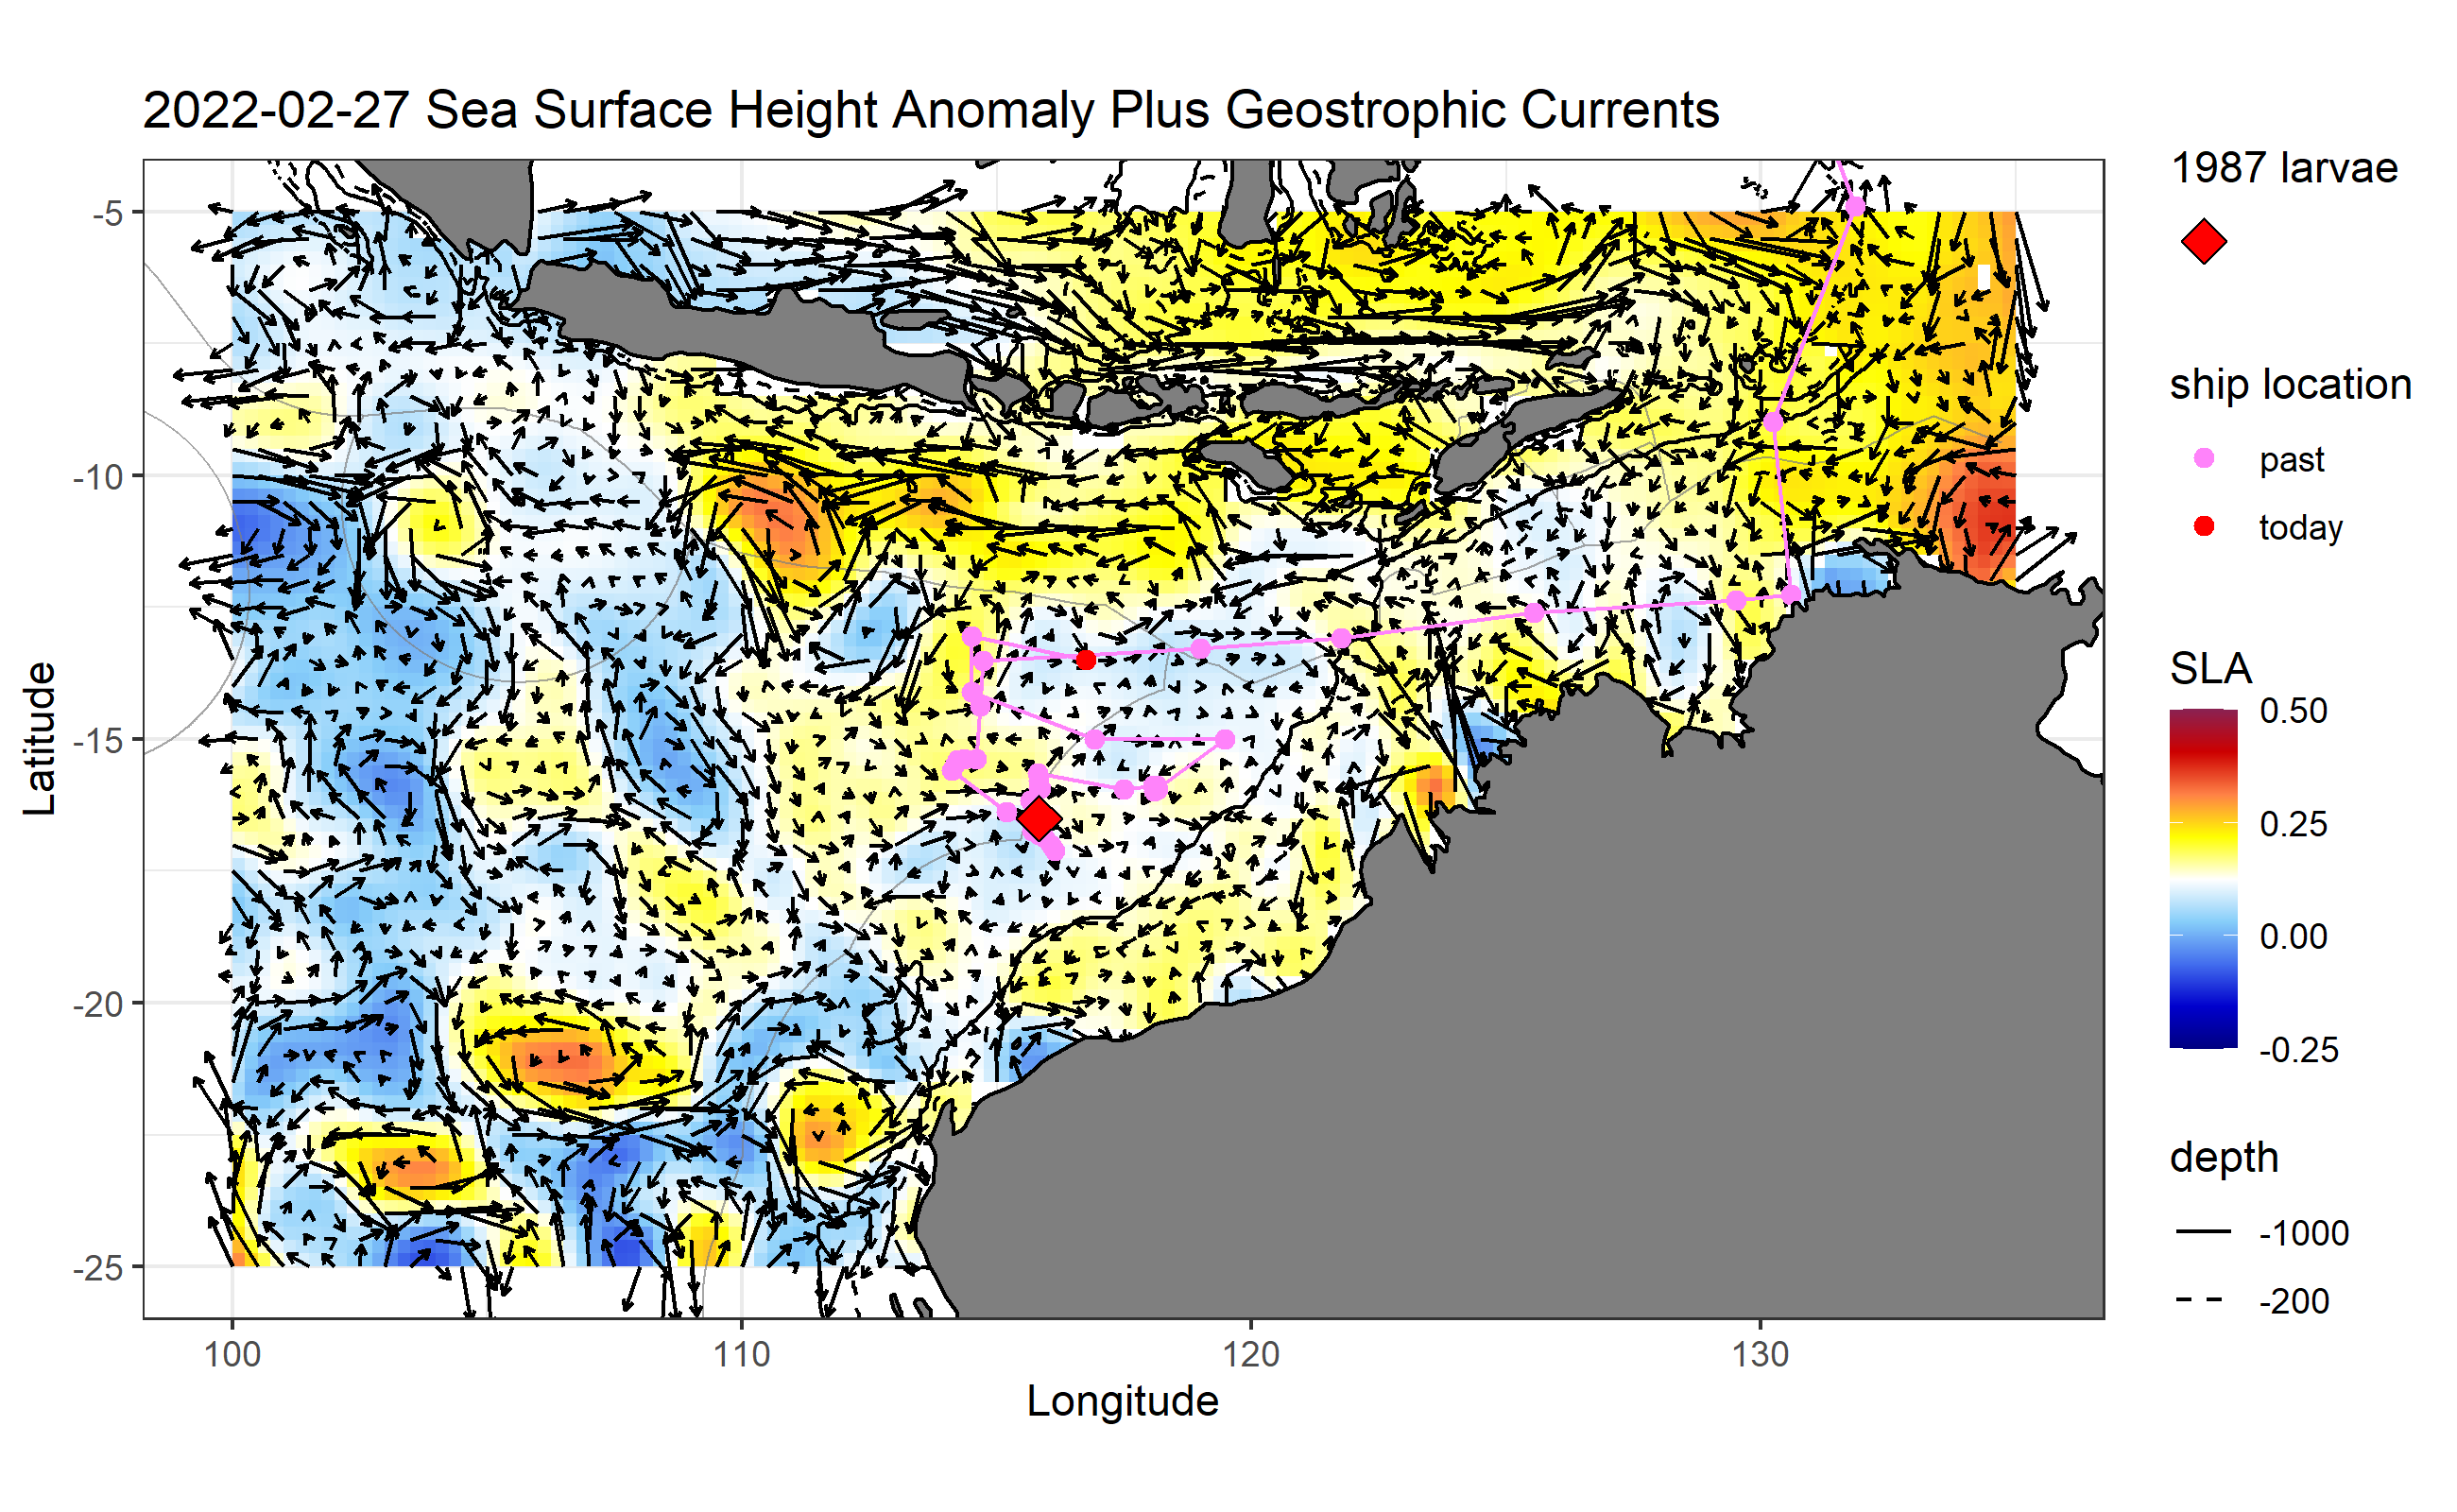 2022-02-27 Sea Surface Height Anomaly Plus Geostrophic Currents
-5
-10
-15
-20
-25
Latitude
100
110
120
130
Longitude
1987 larvae
ship location
past
today
SLA
0.50
0.25
0.00
-0.25
depth
-1000
-200